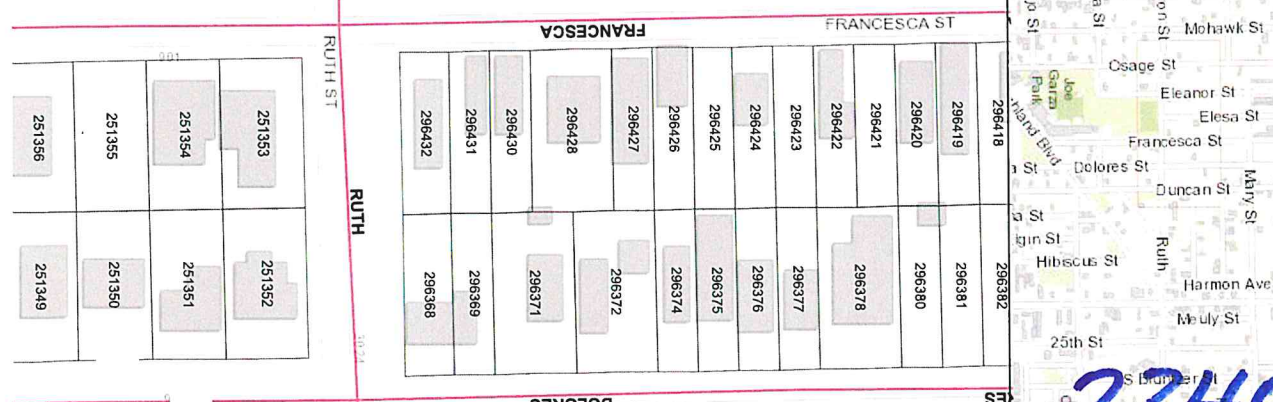 FRANCESCA
FRANCESCA ST
RUTH ST
991
251356
251355
251354
251353
296432
296431
296430
296428
296427
296426
296425
296424
296423
296422
296421
296420
296419
296418
RUTH
251349
251350
251351
251352
296368
296369
296371
296372
296374
296375
296376
296377
296378
296380
296381
296382
DOLORES
Mohawk St
Osage St
Joe
Garza
Park
Eleanor St
Elesa St
Francesca St
Dolores St
Duncan St
Mary St
Hibiscus St
Ruth
Harmon Ave
Meuly St
25th St